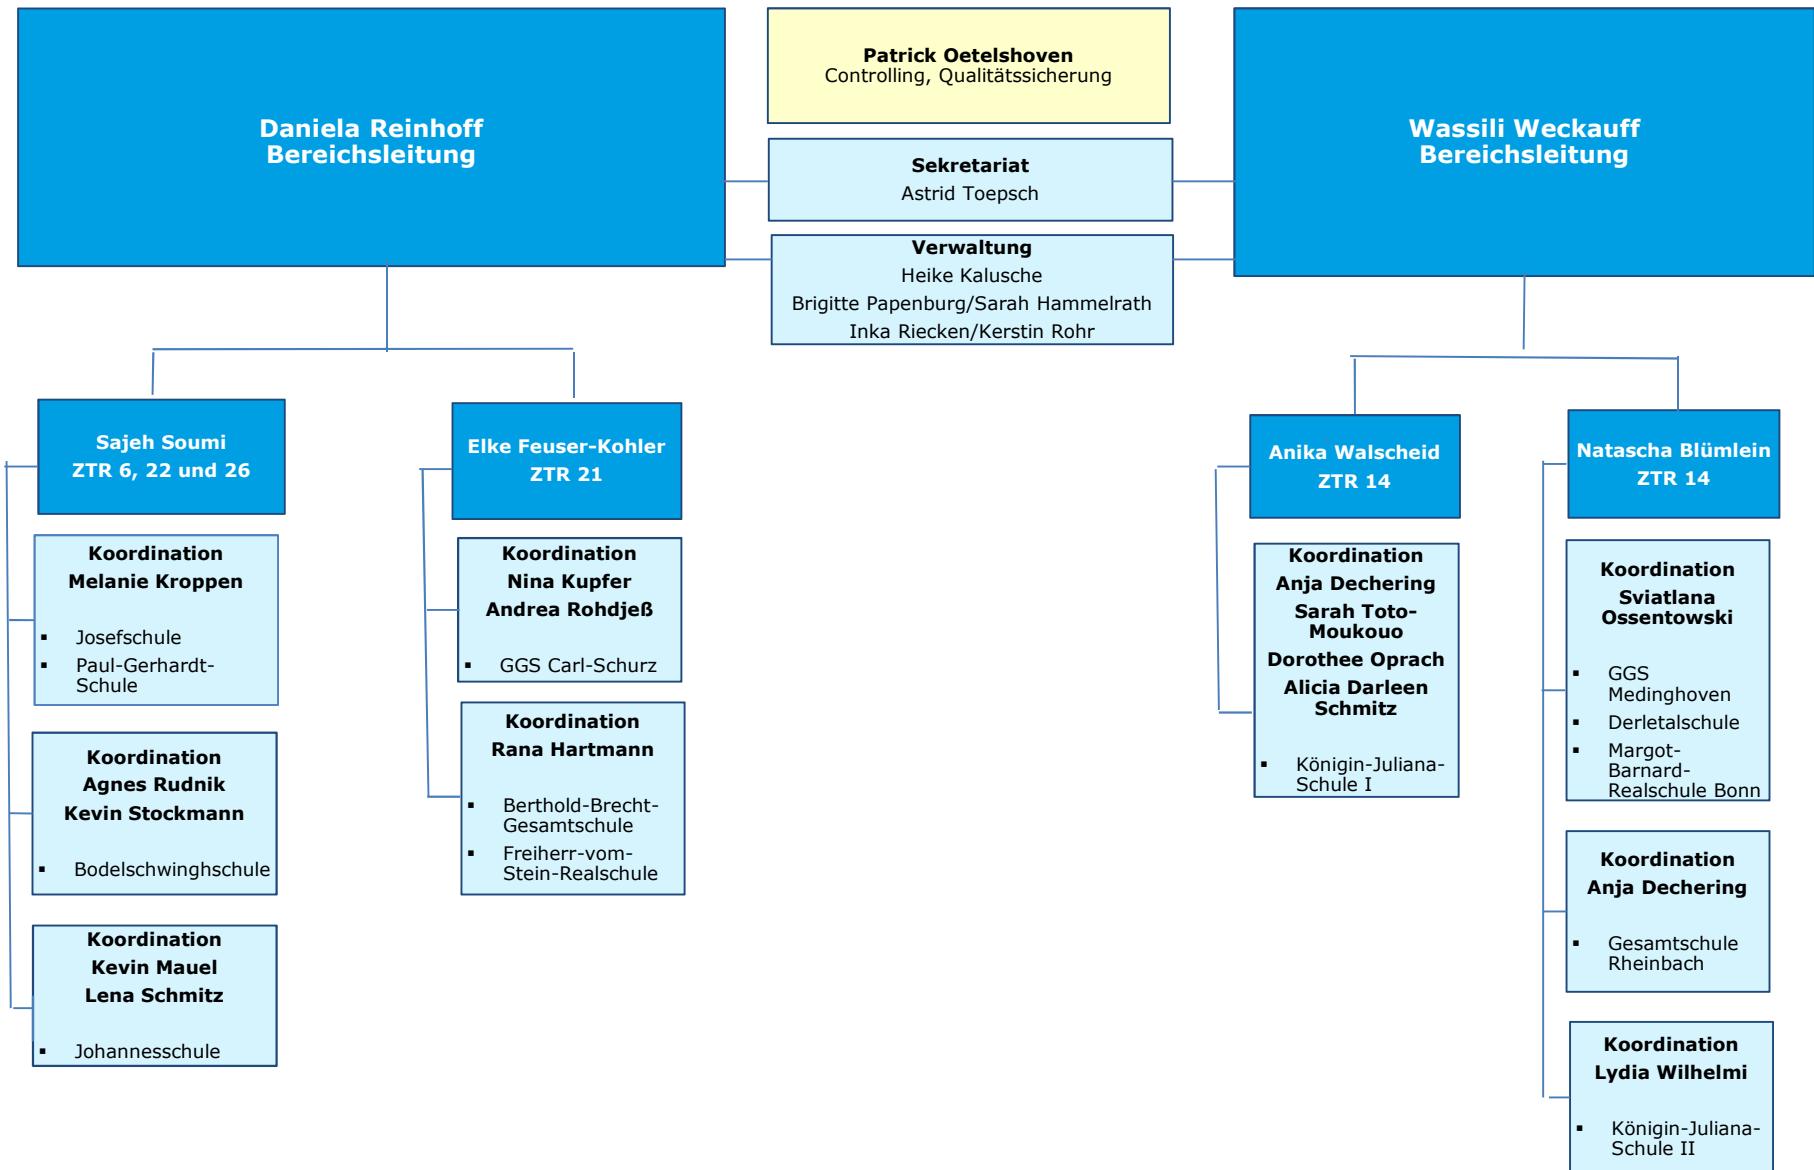 Daniela Reinhoff
Bereichsleitung
Patrick Oetelshoven
Controlling, Qualitätssicherung
Sekretariat
Astrid Toepsch
Verwaltung
Heike Kalusche
Brigitte Papenburg/Sarah Hammelrath
Inka Riecken/Kerstin Rohr
Wassili Weckauff
Bereichsleitung
Sajeh Soumi
ZTR 6, 22 und 26
Koordination
Melanie Kroppen
▪ Josefschule
▪ Paul-Gerhardt-
Schule
Koordination
Agnes Rudnik
Kevin Stockmann
▪ Bodelschwinghschule
Koordination
Kevin Mauel
Lena Schmitz
▪ Johannesschule
Elke Feuser-Kohler
ZTR 21
Koordination
Nina Kupfer
Andrea Rohdjeß
▪ GGS Carl-Schurz
Koordination
Rana Hartmann
▪ Berthold-Brecht-
Gesamtschule
▪ Freiherr-vom-
Stein-Realschule
Anika Walscheid
ZTR 14
Koordination
Anja Dechering
Sarah Toto-
Moukouo
Dorothee Oprach
Alicia Darleen
Schmitz
▪ Königin-Juliana-
Schule I
Natascha Blümlein
ZTR 14
Koordination
Sviatlana
Ossentowski
▪ GGS
Medinghoven
▪ Derletalschule
▪ Margot-
Barnard-
Realschule Bonn
Koordination
Anja Dechering
▪ Gesamtschule
Rheinbach
Koordination
Lydia Wilhelmi
▪ Königin-Juliana-
Schule II